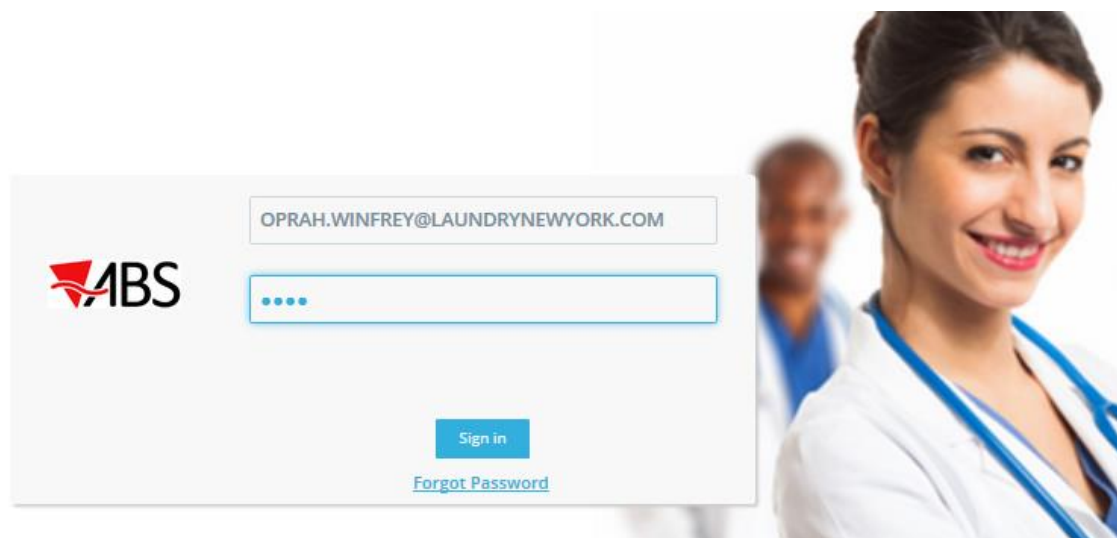 OPRAH.WINFREY@LAUNDRYNEWYORK.COM
ABS
••••
Sign in
Forgot Password